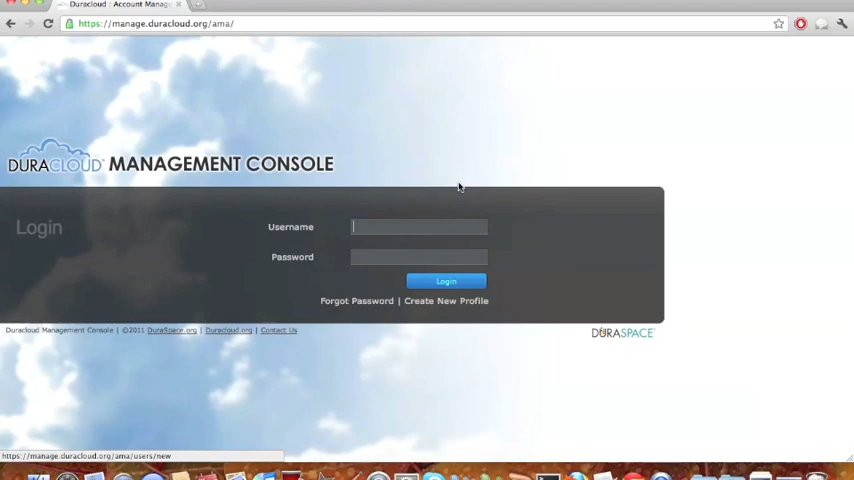 Duracloud : Account Manag
https://manage.duracloud.org/ama/
DURACLOUD MANAGEMENT CONSOLE
Login
Username
Password
Login
Forgot Password | Create New Profile
Duracloud Management Console | ©2011 DuraSpace.org | Duracloud.org | Contact Us
DURASPACE
https://manage.duracloud.org/ama/users/new